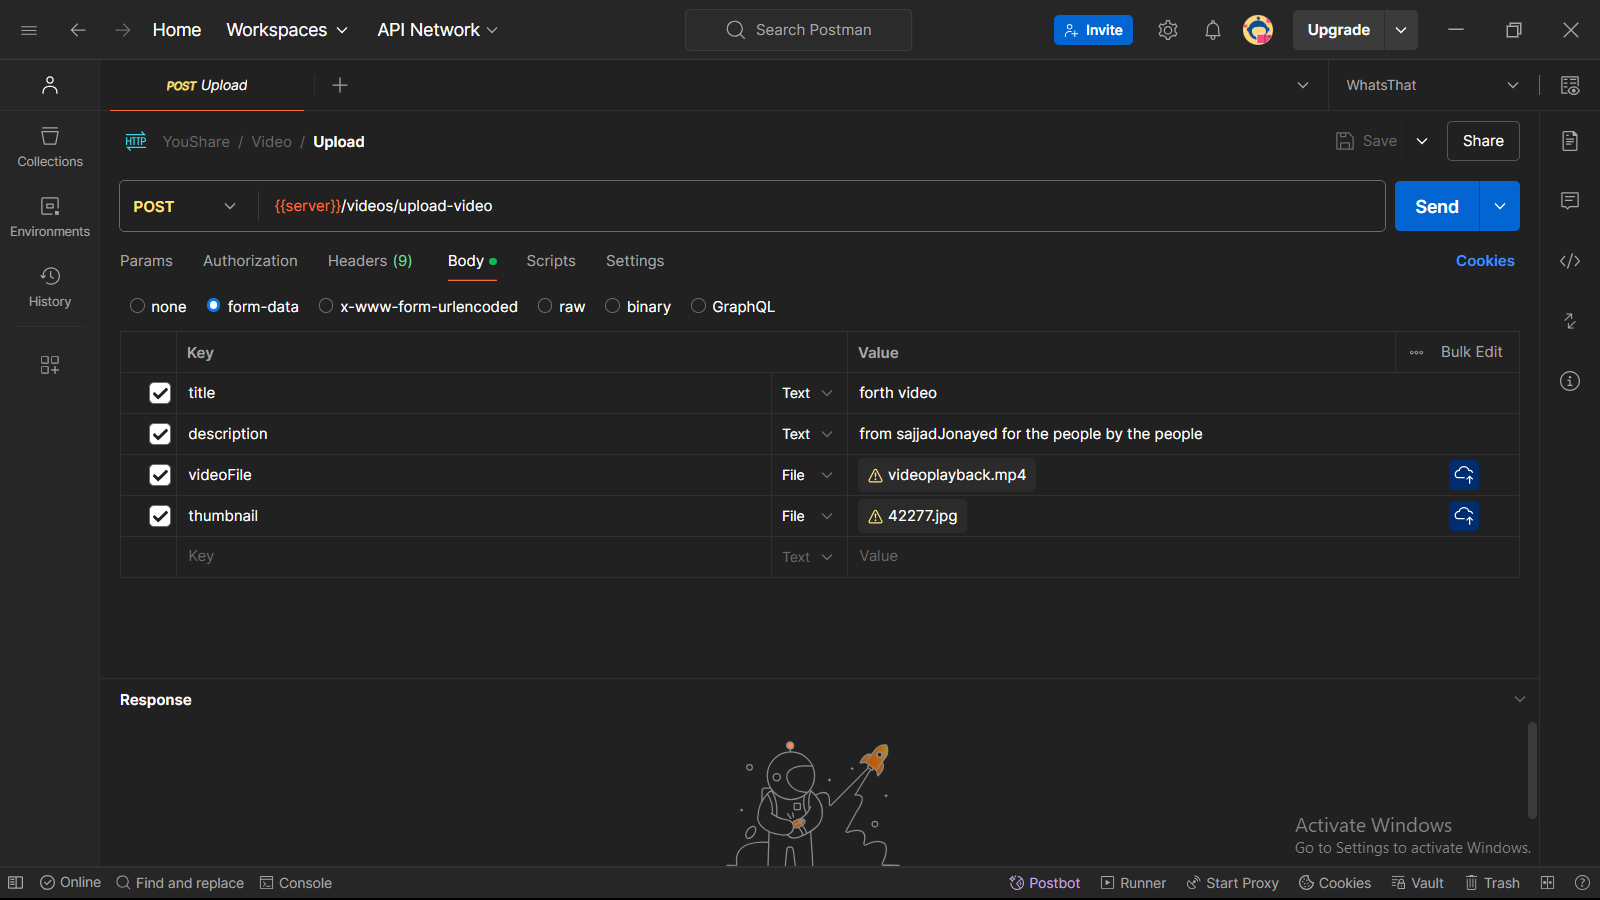 Home Workspaces API Network Search Postman Invite Upgrade
POST Upload WhatsThat
HTTP YouShare / Video / Upload Save Share
POST {{server}}/videos/upload-video Send
Params Authorization Headers (9) Body Scripts Settings Cookies
none form-data x-www-form-urlencoded raw binary GraphQL
Key Value Bulk Edit
title Text forth video
description Text from sajjadJonayed for the people by the people
videoFile File videoplayback.mp4
thumbnail File 42277.jpg
Key Text Value
Collections
Environments
History
Response
Activate Windows
Go to Settings to activate Windows.
Online Find and replace Console Postbot Runner Start Proxy Cookies Vault Trash